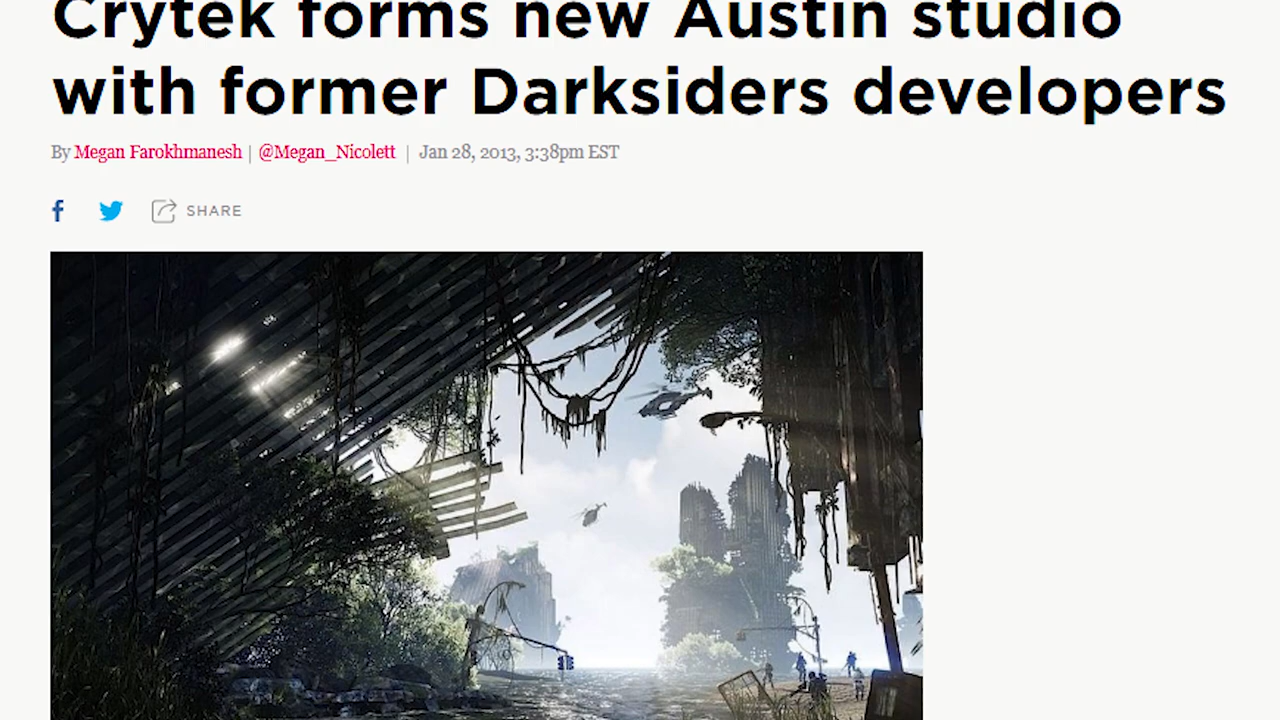 Crytek forms new Austin studio
with former Darksiders developers
By Megan Farokhmanesh | @Megan_Nicolett | Jan 28, 2013, 3:38pm EST
SHARE